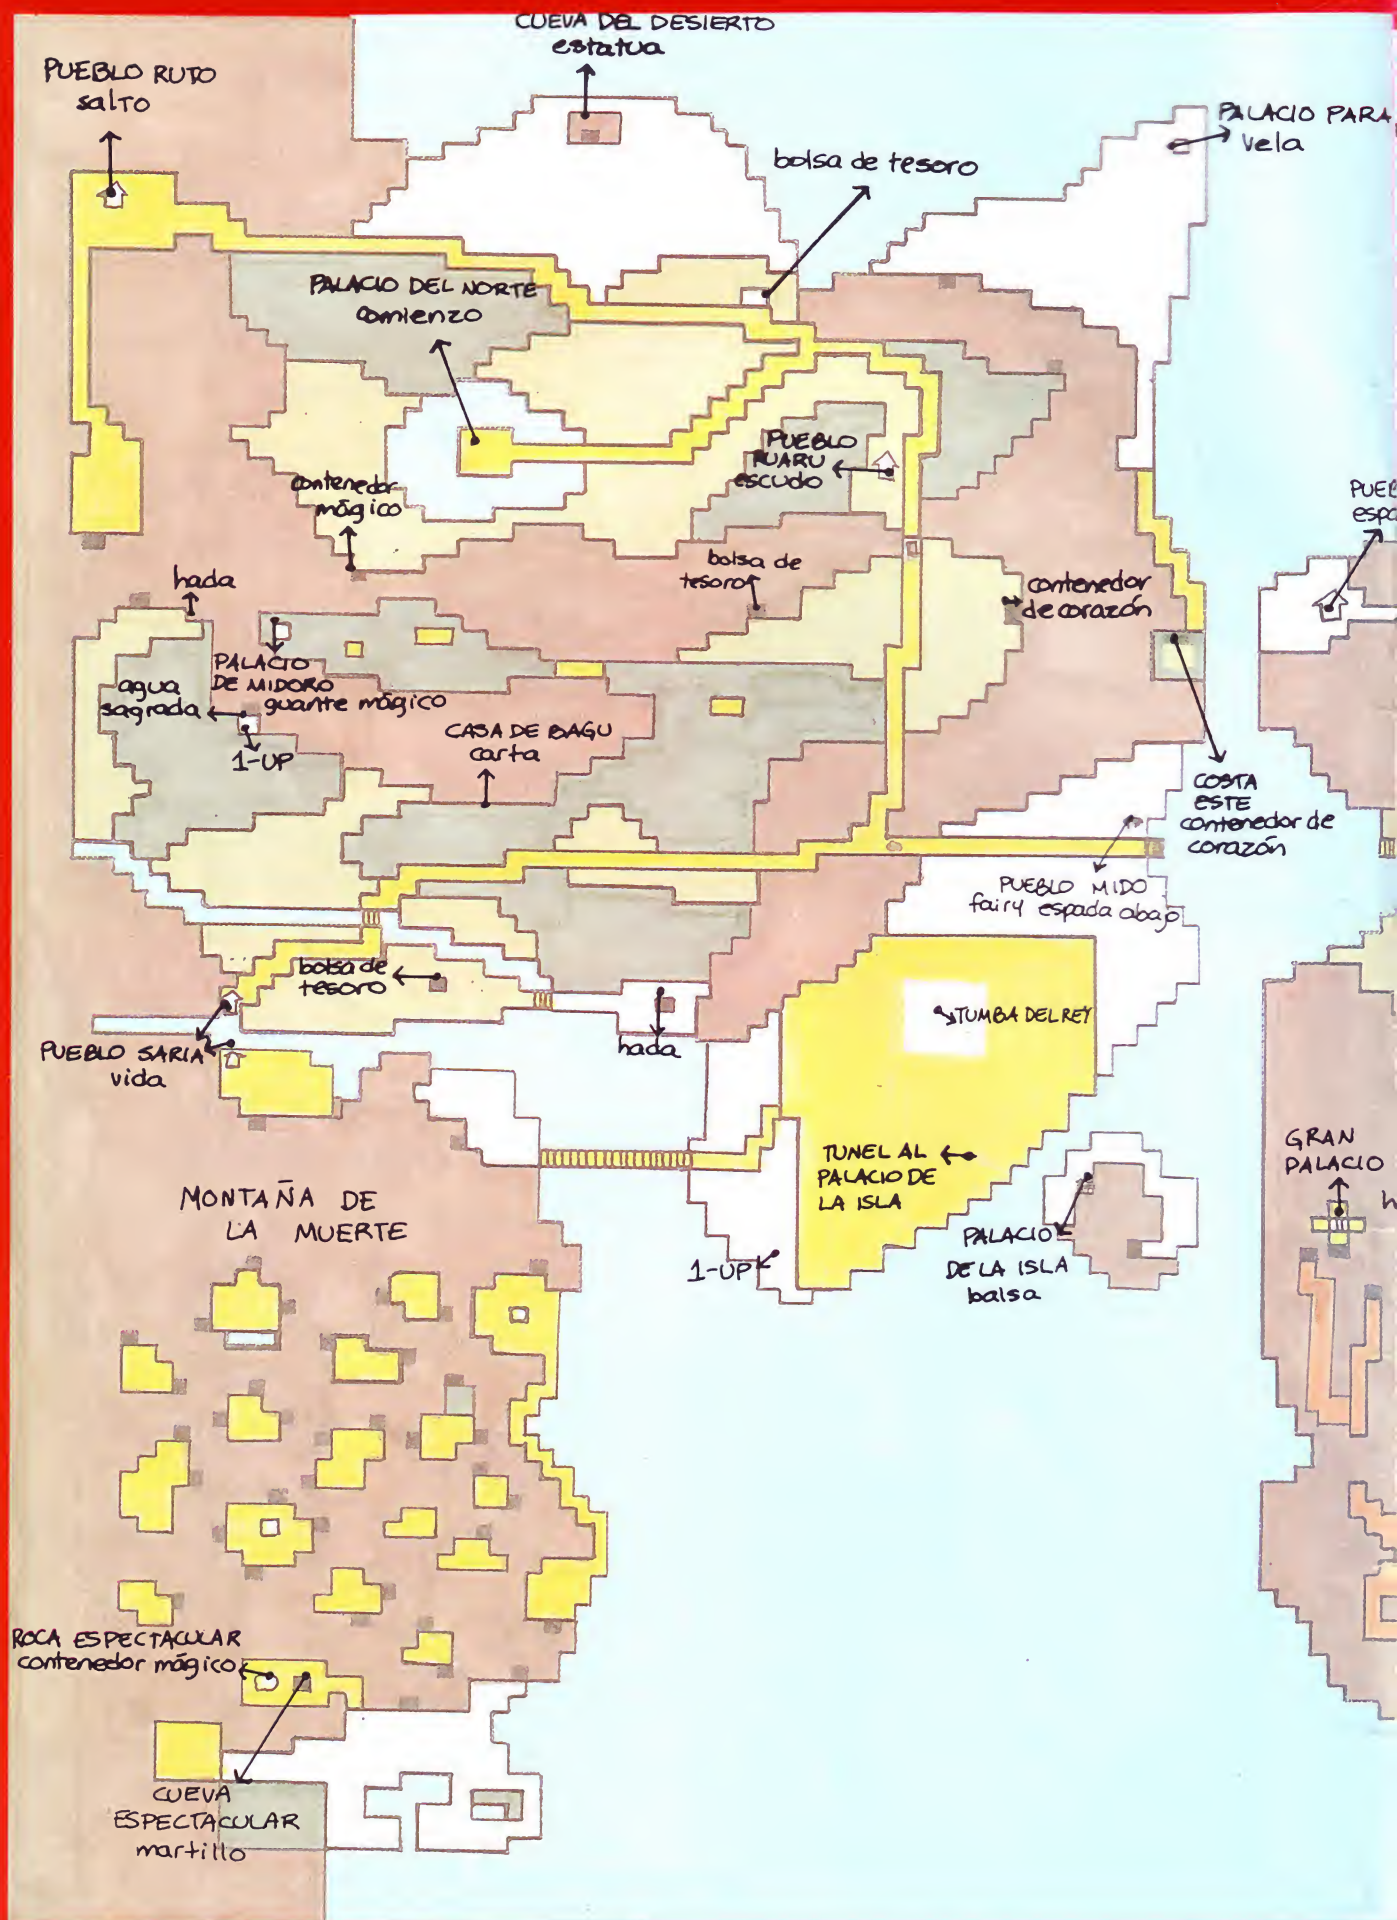 CUEVA DEL DESIERTO
estatua
PUEBLO RUTO
salto
PALACIO PARA
vela
bolsa de tesoro
PALACIO DEL NORTE
comienzo
PUEBLO
RUARU
escudo
contenedor
mágico
bolsa de
tesoro
hada
contenedor
de corazón
PALACIO
DE MIDORO
guante mágico
agua
sagrada
1-UP
CASA DE BAGU
carta
COSTA
ESTE
contenedor de
corazón
PUEBLO MIDO
fairy espada abajo
bolsa de
tesoro
TUMBA DEL REY
PUEBLO SARIA
vida
hada
TUNEL AL
PALACIO DE
LA ISLA
GRAN
PALACIO
MONTAÑA DE
LA MUERTE
1-UP
PALACIO
DE LA ISLA
balsa
ROCA ESPECTACULAR
contenedor mágico
CUEVA
ESPECTACULAR
martillo